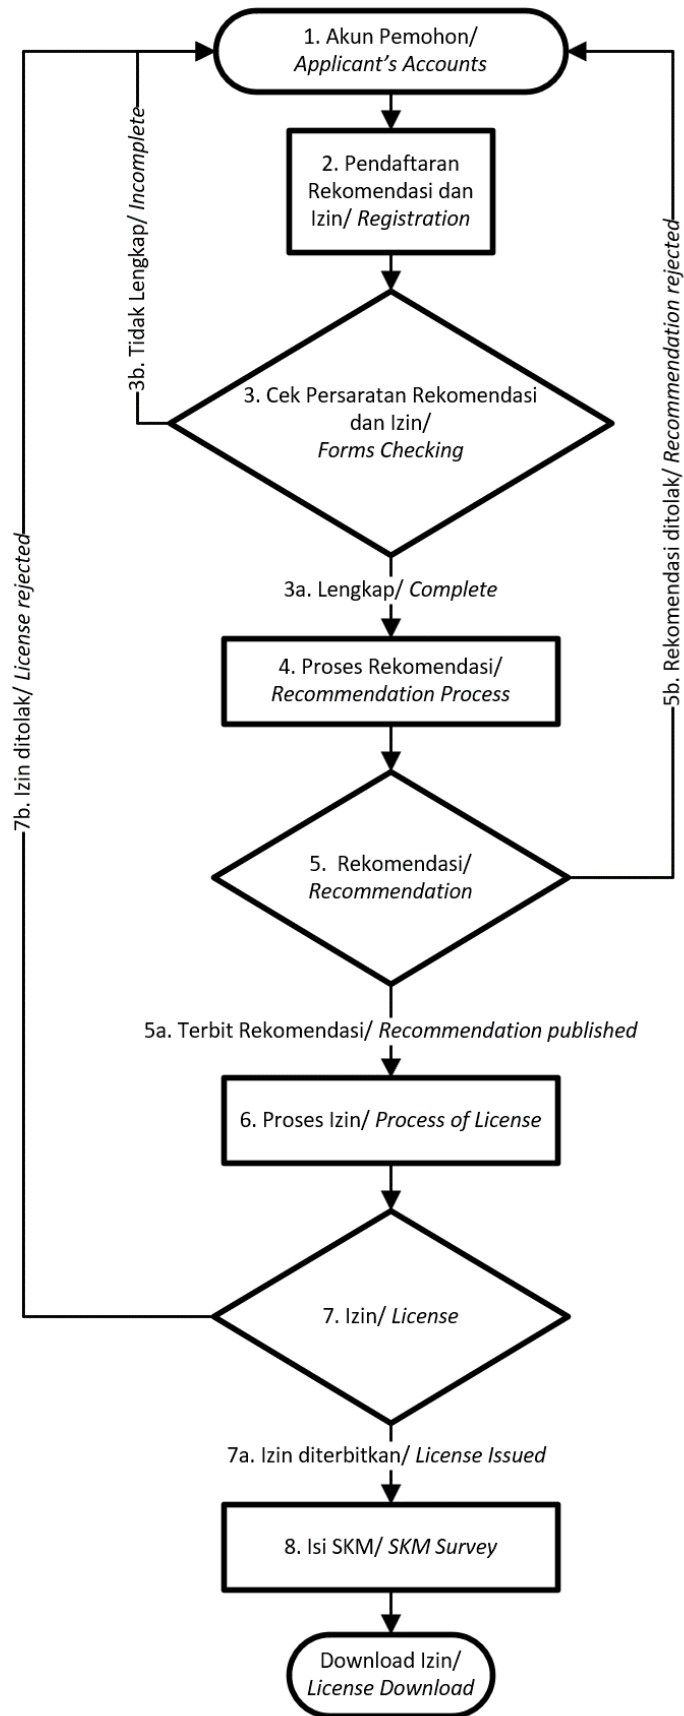 1. Akun Pemohon/
Applicant's Accounts
2. Pendaftaran
Rekomendasi dan
Izin/ Registration
3b. Tidak Lengkap/ Incomplete
3. Cek Persaratan Rekomendasi
dan Izin/
Forms Checking
3a. Lengkap/ Complete
4. Proses Rekomendasi/
Recommendation Process
5. Rekomendasi/
Recommendation
5b. Rekomendasi ditolak/ Recommendation rejected
5a. Terbit Rekomendasi/ Recommendation published
6. Proses Izin/ Process of License
7. Izin/ License
7b. Izin ditolak/ License rejected
7a. Izin diterbitkan/ License Issued
8. Isi SKM/ SKM Survey
Download Izin/
License Download